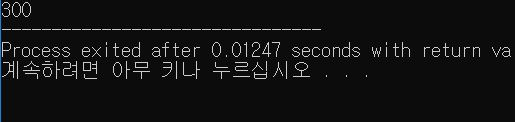 300
--------------------------------
Process exited after 0.01247 seconds with return va
계속하려면 아무 키나 누르십시오 . . .